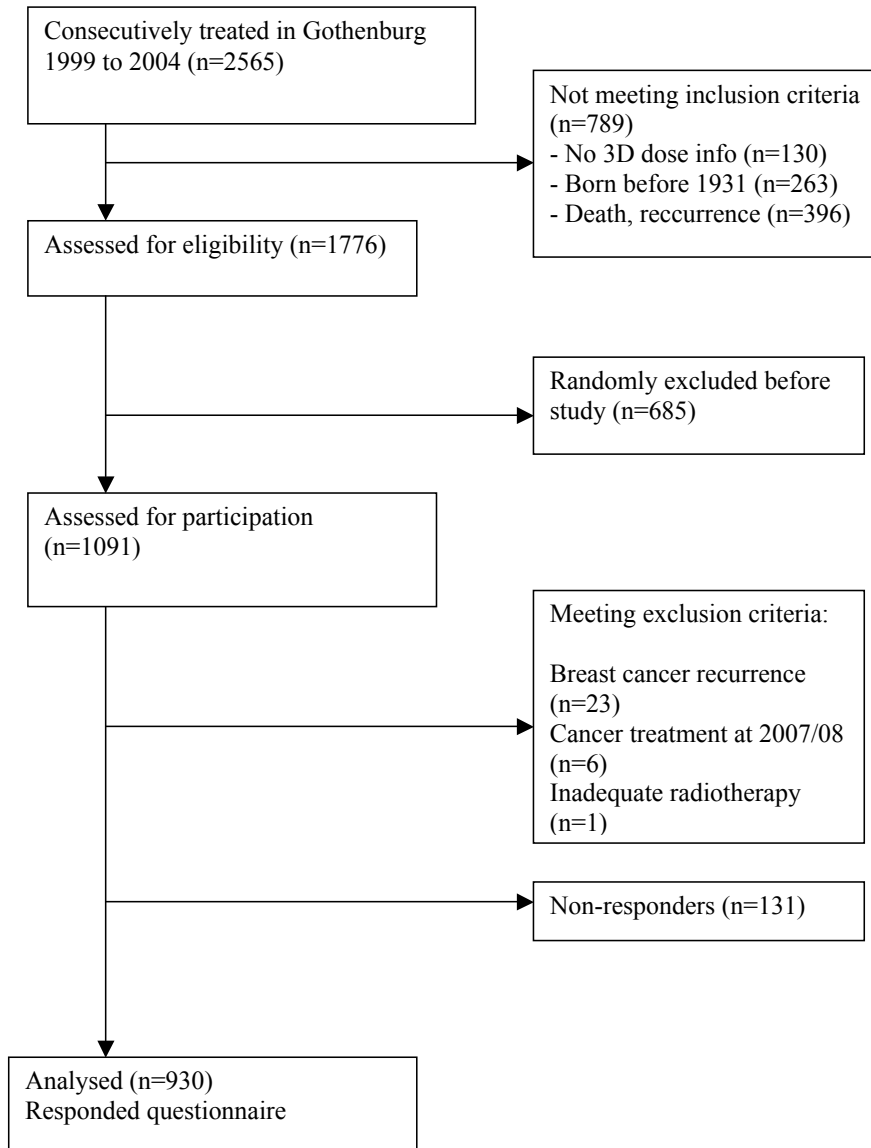 Consecutively treated in Gothenburg
1999 to 2004 (n=2565)
Not meeting inclusion criteria
(n=789)
- No 3D dose info (n=130)
- Born before 1931 (n=263)
- Death, reccurrence (n=396)
Assessed for eligibility (n=1776)
Randomly excluded before
study (n=685)
Assessed for participation
(n=1091)
Meeting exclusion criteria:
Breast cancer recurrence
(n=23)
Cancer treatment at 2007/08
(n=6)
Inadequate radiotherapy
(n=1)
Non-responders (n=131)
Analysed (n=930)
Responded questionnaire